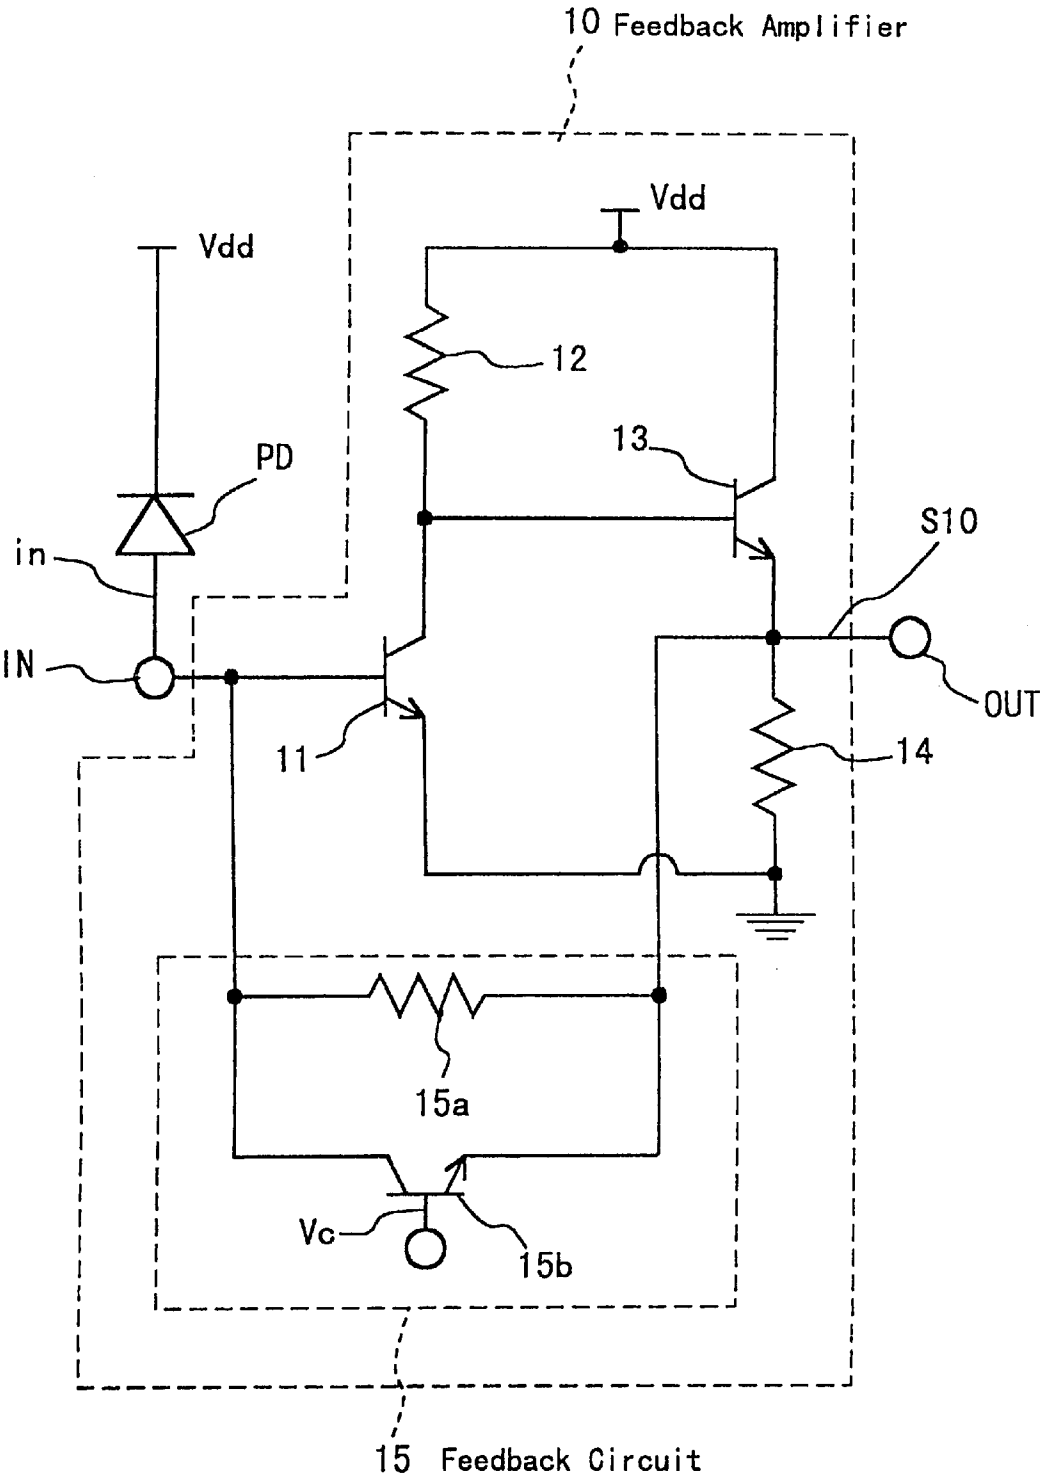 10 Feedback Amplifier
Vdd
Vdd
12
13
PD
S10
in
IN
OUT
11
14
15a
Vc
15b
15 Feedback Circuit